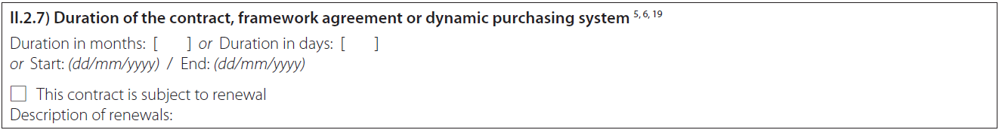 II.2.7) Duration of the contract, framework agreement or dynamic purchasing system 5, 6, 19
Duration in months: [ ] or Duration in days: [ ]
or Start: (dd/mm/yyyy) / End: (dd/mm/yyyy)
This contract is subject to renewal
Description of renewals: